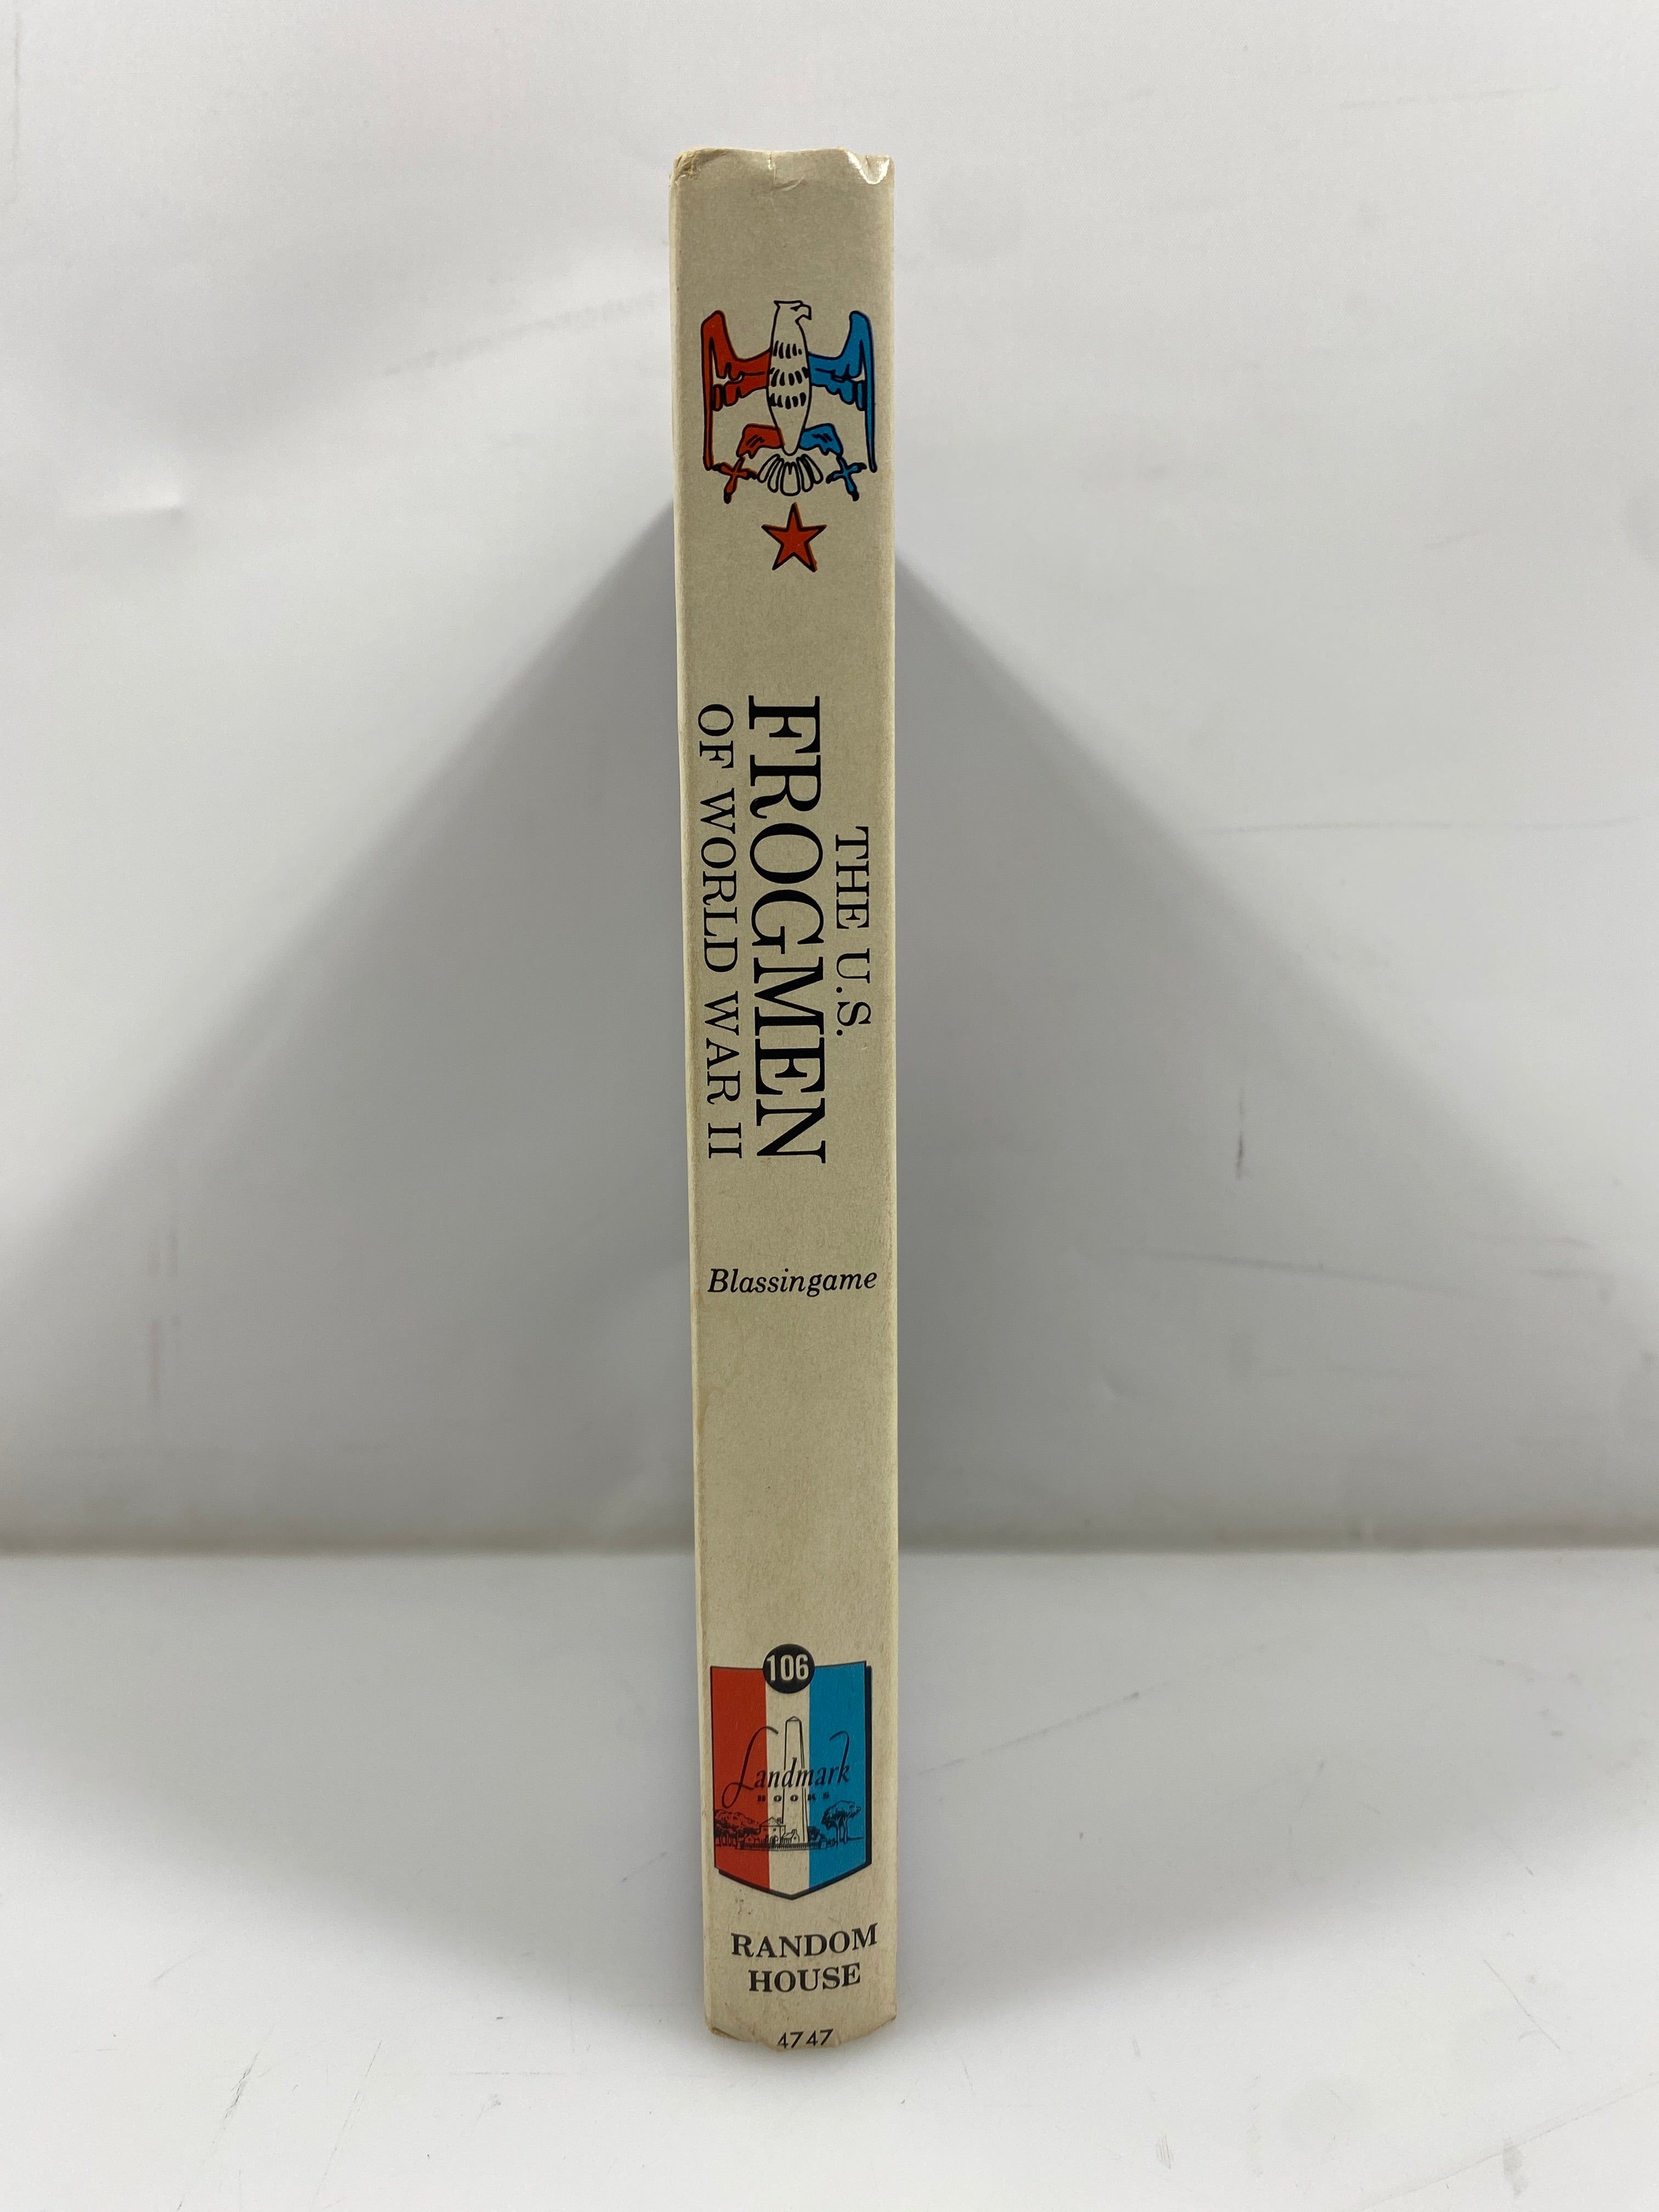 THE U.S.
FROGMEN
OF WORLD WAR II
Blassingame
106
Landmark
BOOKS
RANDOM
HOUSE
4747